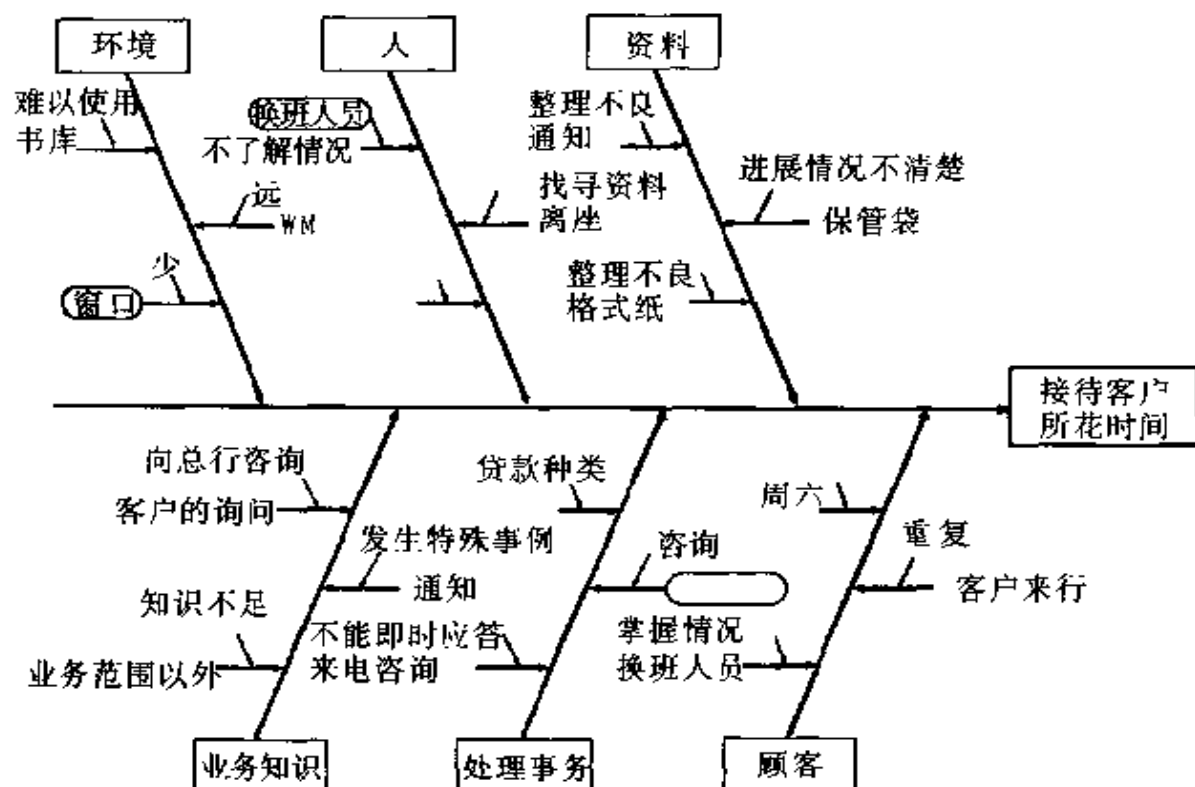 环境
人
资料
难以使用
书库
远
WM
少
窗口
换班人员
不了解情况
找寻资料
离座
整理不良
通知
进展情况不清楚
保管袋
整理不良
格式纸
接待客户
所花时间
向总行咨询
客户的询问
发生特殊事例
通知
知识不足
业务范围以外
贷款种类
咨询
不能即时应答
来电咨询
周六
重复
客户来行
掌握情况
换班人员
业务知识
处理事务
顾客